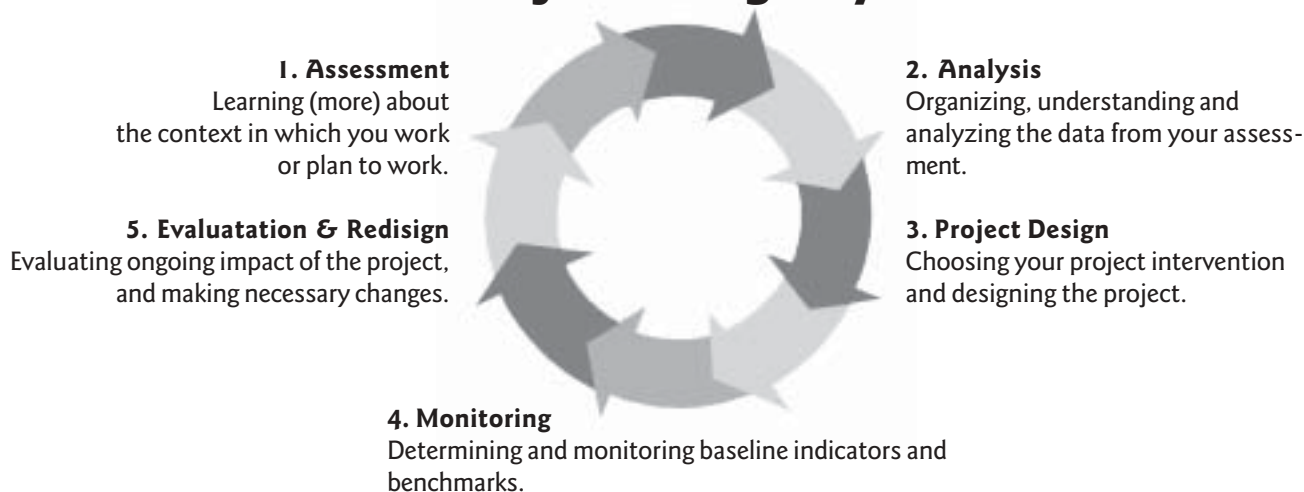 1. Assessment
Learning (more) about
the context in which you work
or plan to work.
2. Analysis
Organizing, understanding and
analyzing the data from your assess-
ment.
3. Project Design
Choosing your project intervention
and designing the project.
4. Monitoring
Determining and monitoring baseline indicators and
benchmarks.
5. Evaluatation & Redisign
Evaluating ongoing impact of the project,
and making necessary changes.